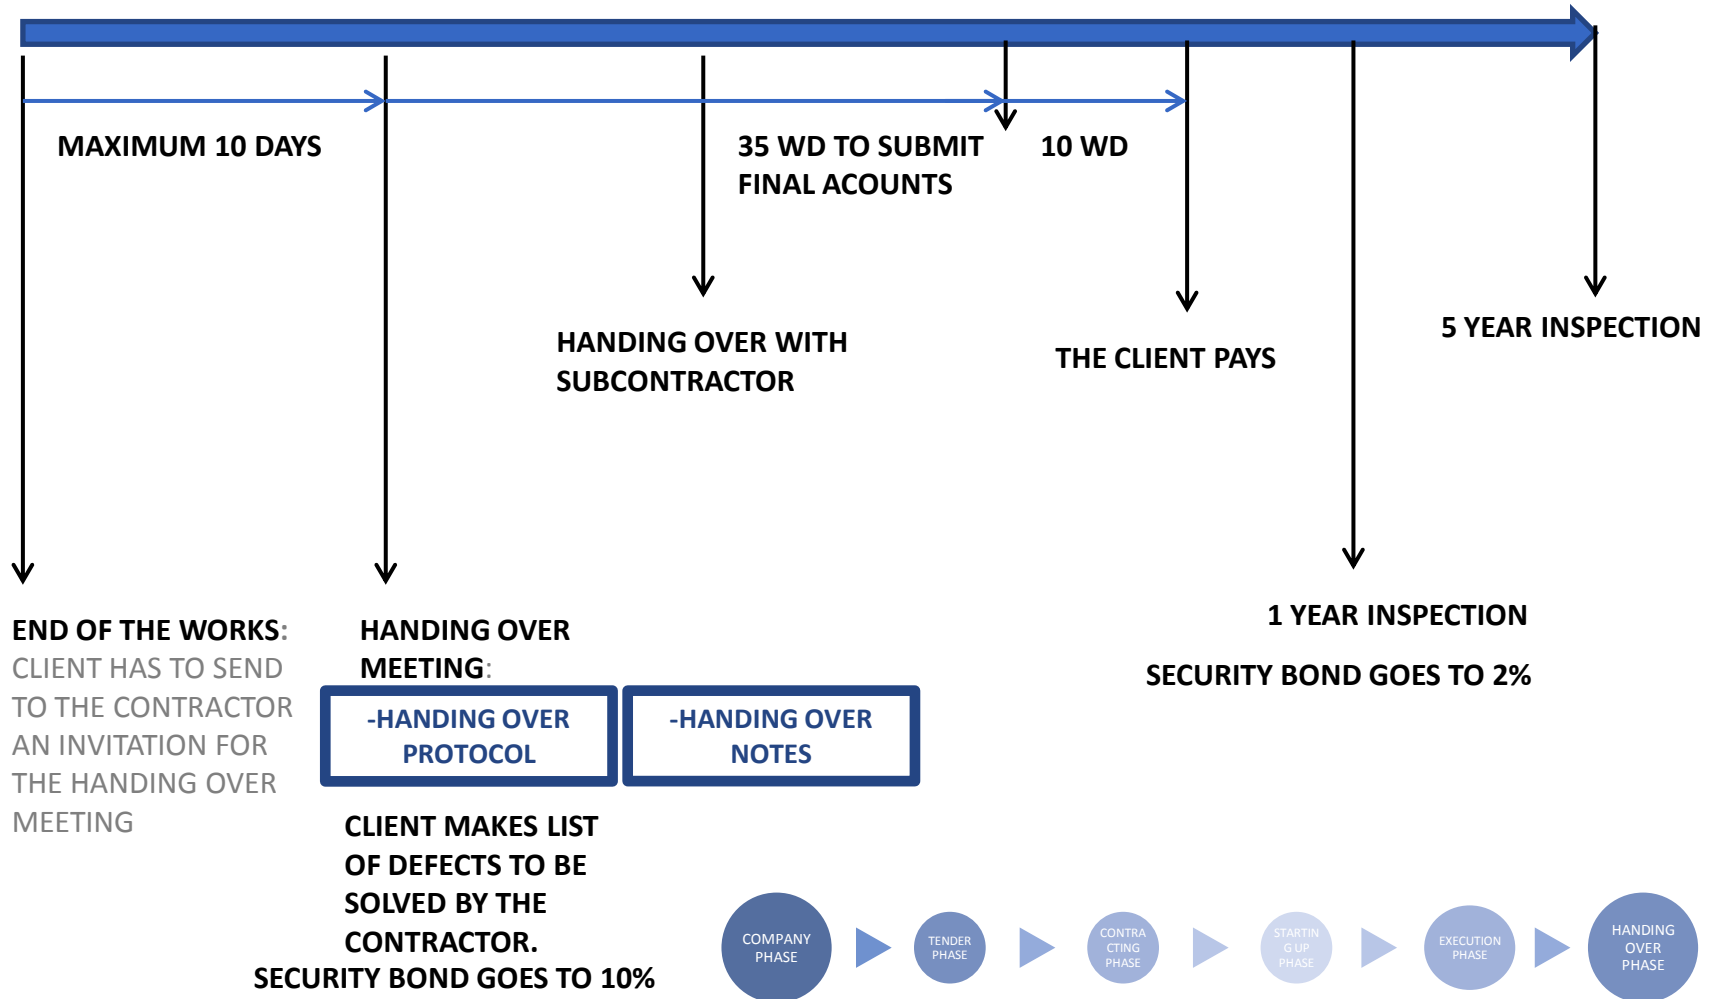 MAXIMUM 10 DAYS
35 WD TO SUBMIT
FINAL ACOUNTS
10 WD
HANDING OVER WITH
SUBCONTRACTOR
THE CLIENT PAYS
5 YEAR INSPECTION
END OF THE WORKS:
CLIENT HAS TO SEND
TO THE CONTRACTOR
AN INVITATION FOR
THE HANDING OVER
MEETING
HANDING OVER
MEETING:
-HANDING OVER
PROTOCOL
-HANDING OVER
NOTES
CLIENT MAKES LIST
OF DEFECTS TO BE
SOLVED BY THE
CONTRACTOR.
SECURITY BOND GOES TO 10%
1 YEAR INSPECTION
SECURITY BOND GOES TO 2%
COMPANY
PHASE
TENDER
PHASE
CONTRA
CTING
PHASE
STARTIN
G UP
PHASE
EXECUTION
PHASE
HANDING
OVER
PHASE